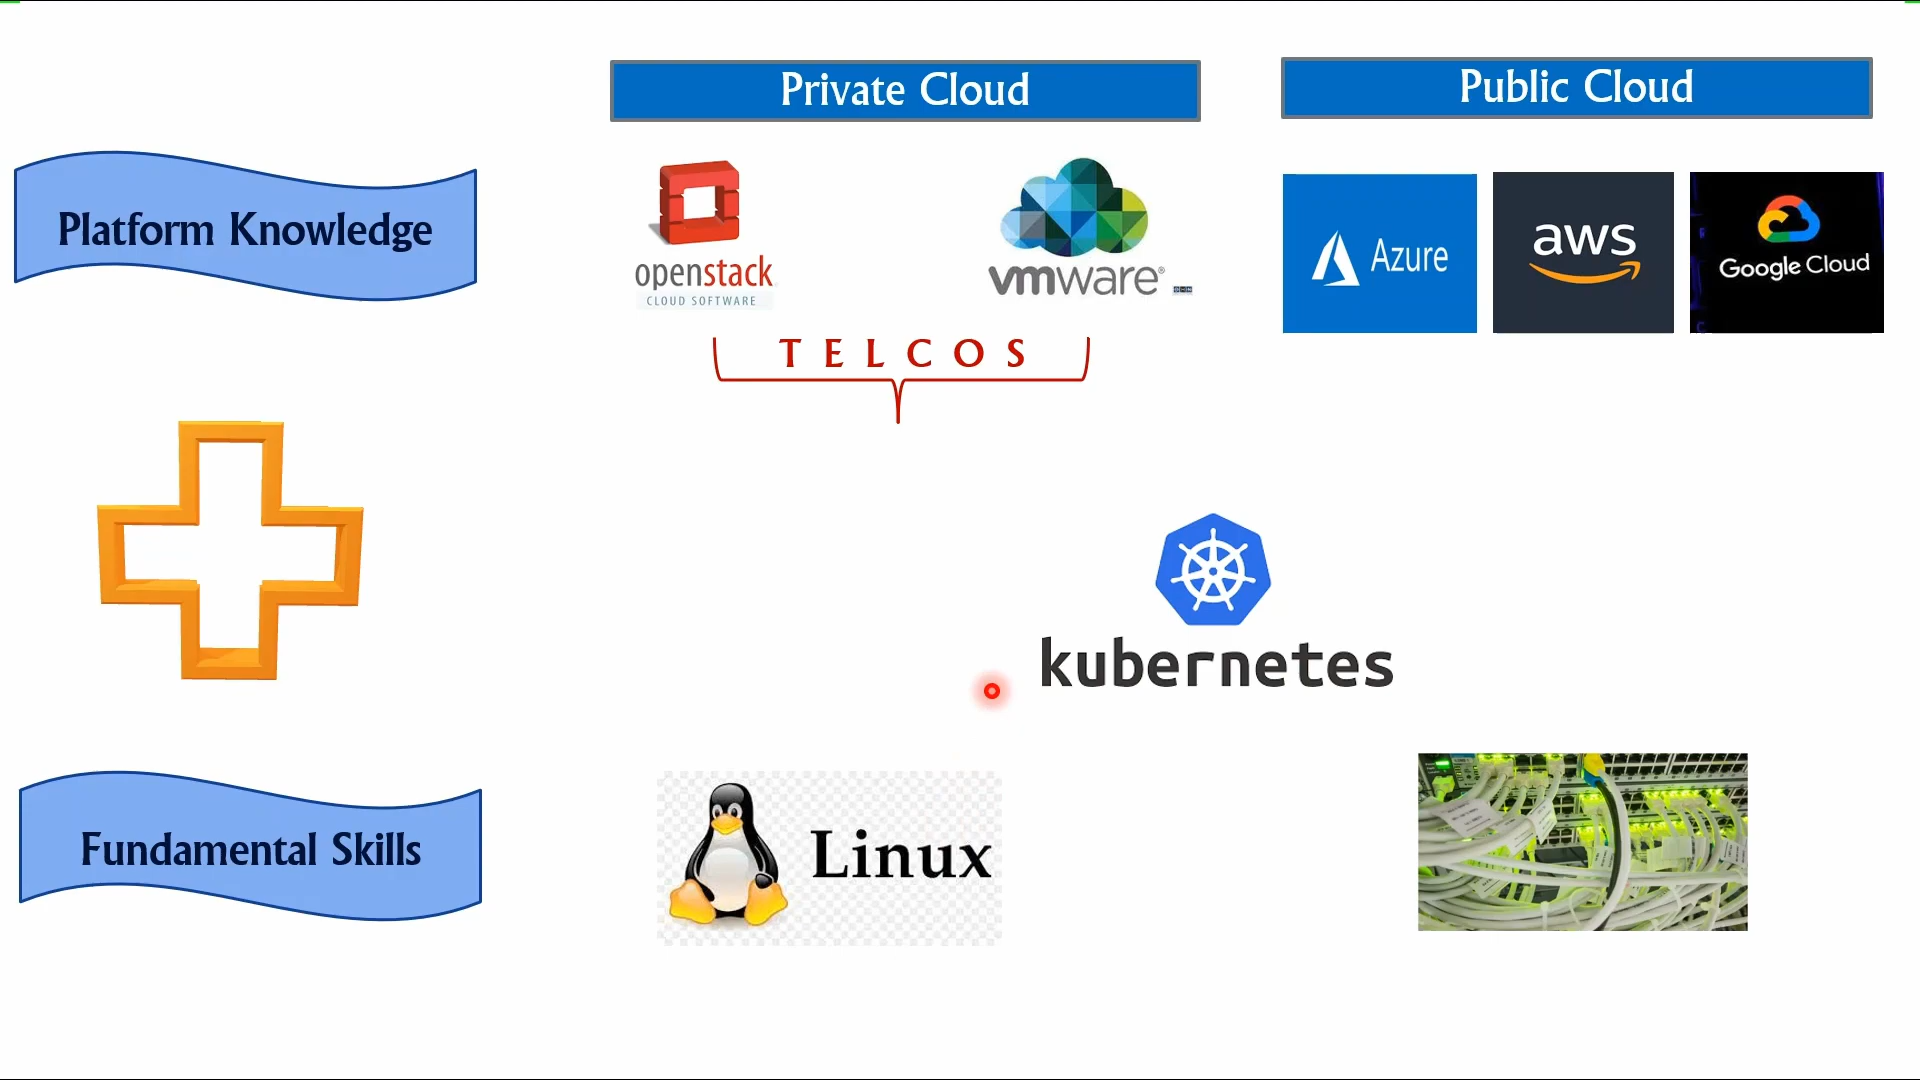 Private Cloud
Public Cloud
Platform Knowledge
openstack
CLOUD SOFTWARE
vmware®
Azure
aws
Google Cloud
TELCOS
kubernetes
Fundamental Skills
Linux